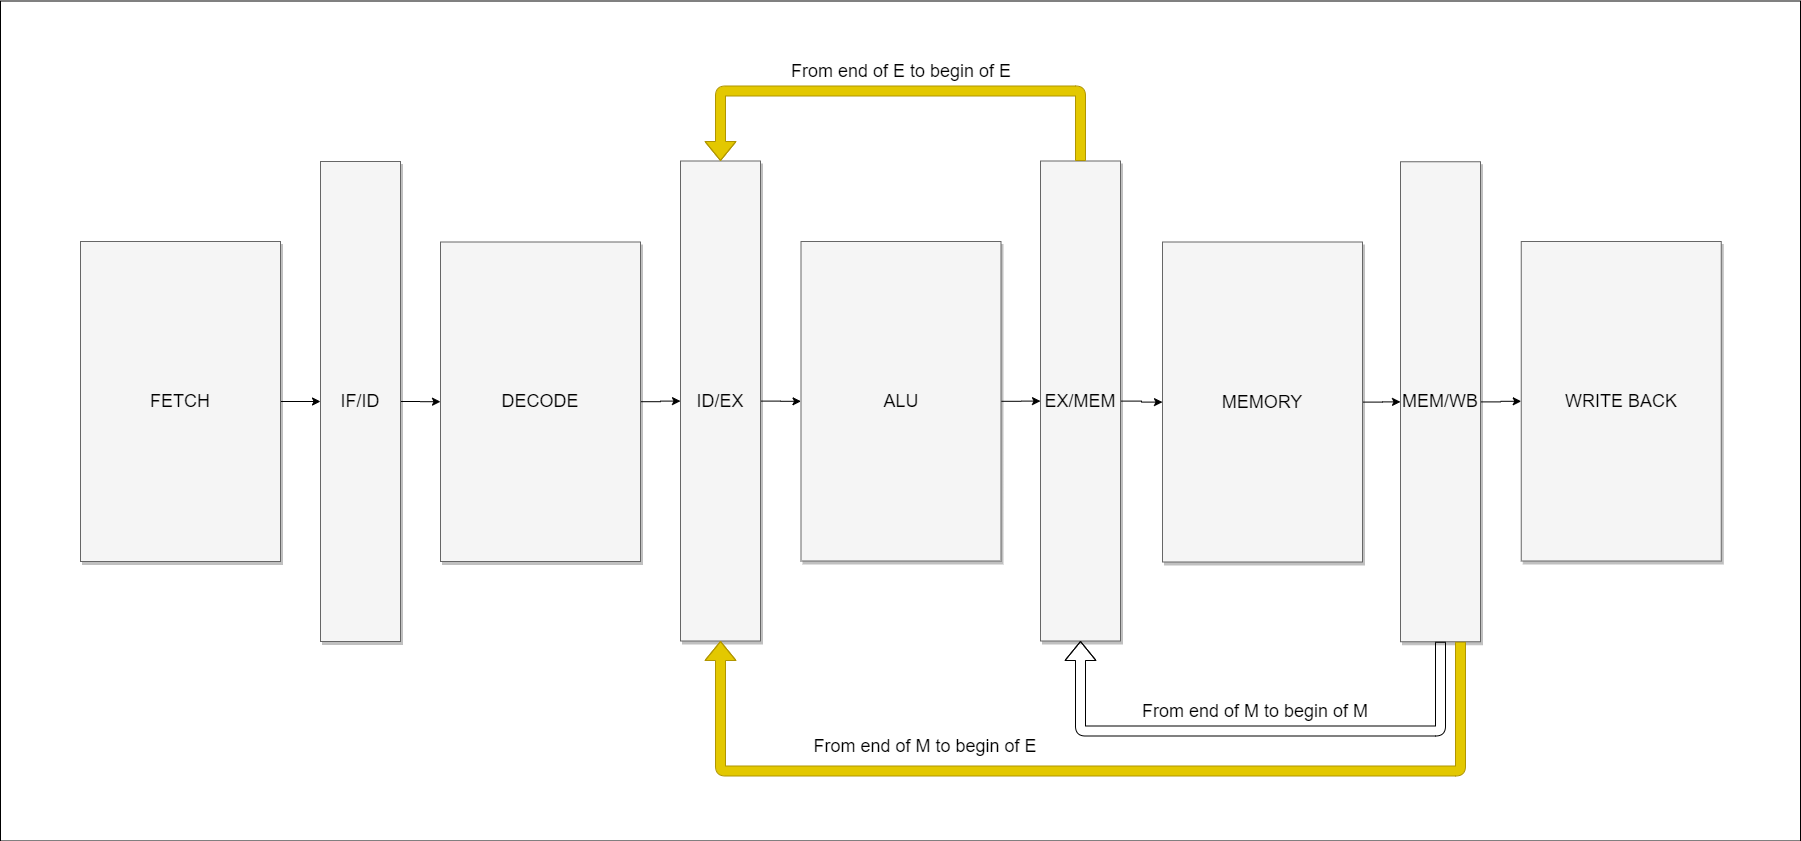 From end of E to begin of E
FETCH
IF/ID
DECODE
ID/EX
ALU
EX/MEM
MEMORY
MEM/WB
WRITE BACK
From end of M to begin of M
From end of M to begin of E